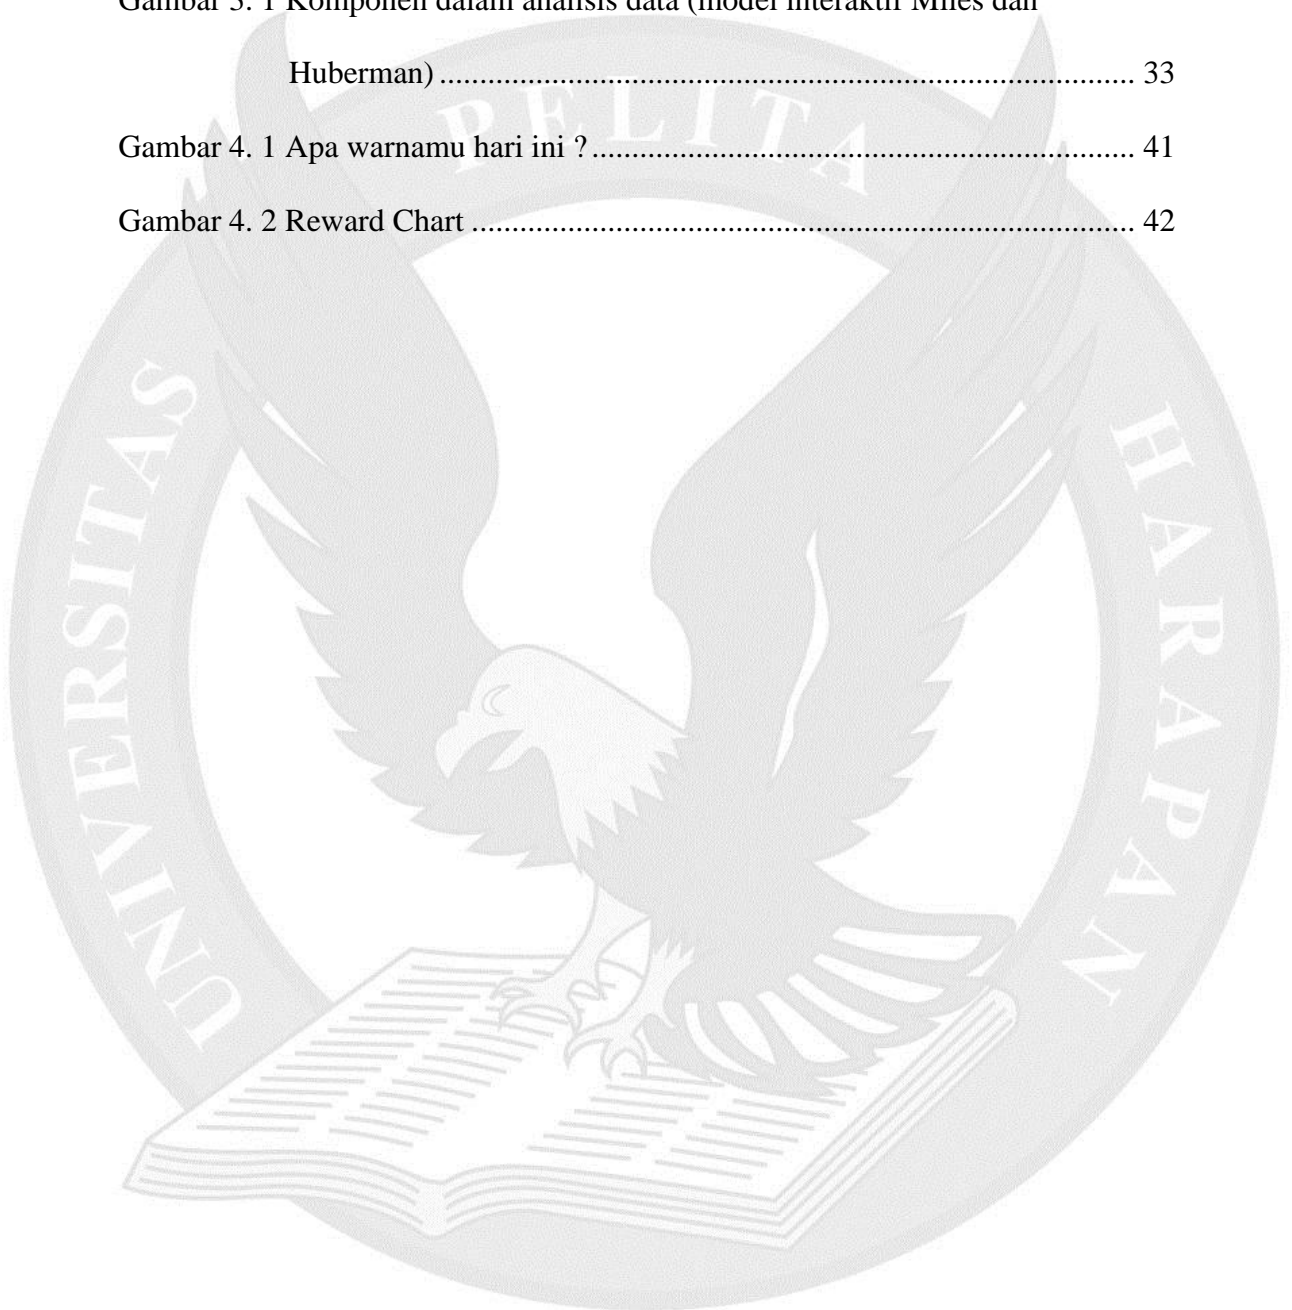 Gambar 3. 1 Komponen dalam analisis data (model interaktif Miles dan
Huberman) ....................................................................................... 33
Gambar 4. 1 Apa warnamu hari ini ? .................................................................... 41
Gambar 4. 2 Reward Chart ................................................................................... 42
UNIVERSITAS PELITA HARAPAN